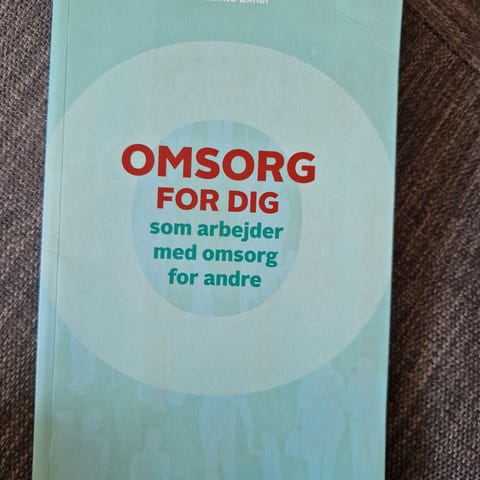 OMSORG
FOR DIG
som arbejder
med omsorg
for andre